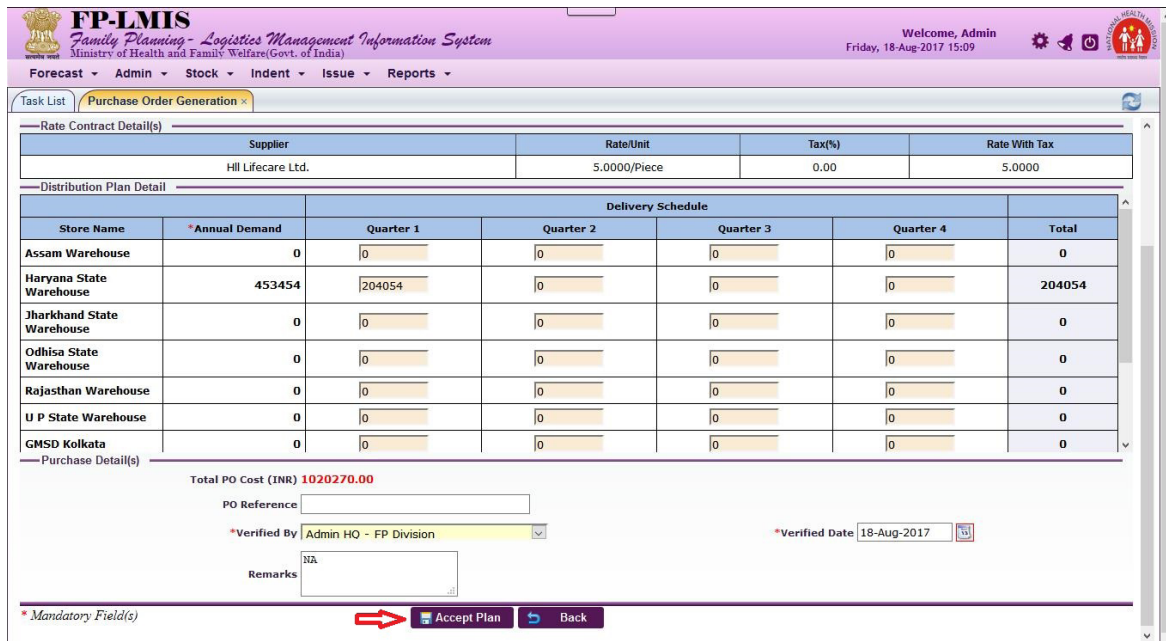 FP-LMIS
Family Planning - Logistics Management Information System
Ministry of Health and Family Welfare(Govt. of India)
Welcome, Admin
Friday, 18-Aug-2017 15:09
Forecast Admin Stock Indent Issue Reports
Task List Purchase Order Generation ×
Rate Contract Detail(s)
Supplier Rate/Unit Tax(%) Rate With Tax
Hll Lifecare Ltd. 5.0000/Piece 0.00 5.0000
Distribution Plan Detail
Delivery Schedule
Store Name *Annual Demand Quarter 1 Quarter 2 Quarter 3 Quarter 4 Total
Assam Warehouse 0 0 0 0 0 0
Haryana State Warehouse 453454 204054 0 0 0 204054
Jharkhand State Warehouse 0 0 0 0 0 0
Odhisa State Warehouse 0 0 0 0 0 0
Rajasthan Warehouse 0 0 0 0 0 0
U P State Warehouse 0 0 0 0 0 0
GMSD Kolkata 0 0 0 0 0 0
Purchase Detail(s)
Total PO Cost (INR) 1020270.00
PO Reference
*Verified By Admin HQ - FP Division *Verified Date 18-Aug-2017
Remarks NA
* Mandatory Field(s) Accept Plan Back